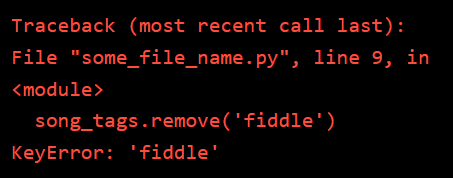 Traceback (most recent call last):
File "some_file_name.py", line 9, in
<module>
  song_tags.remove('fiddle')
KeyError: 'fiddle'